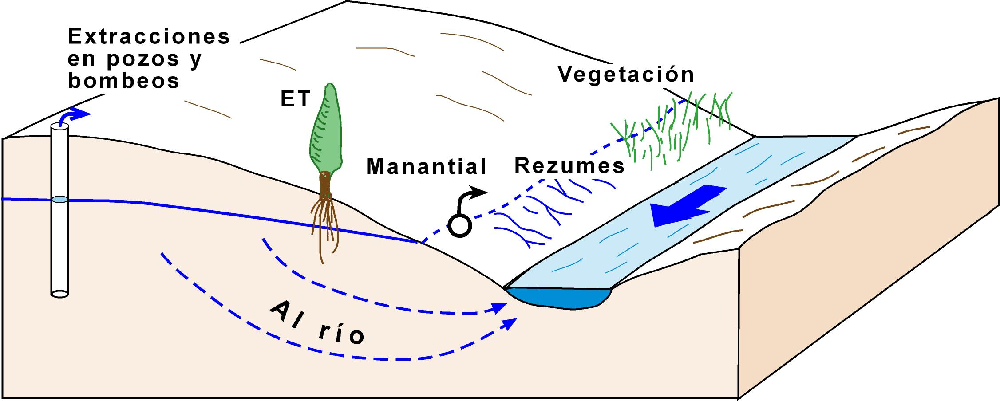 Extracciones
en pozos y
bombeos
ET
Vegetación
Manantial
Rezumes
Al río